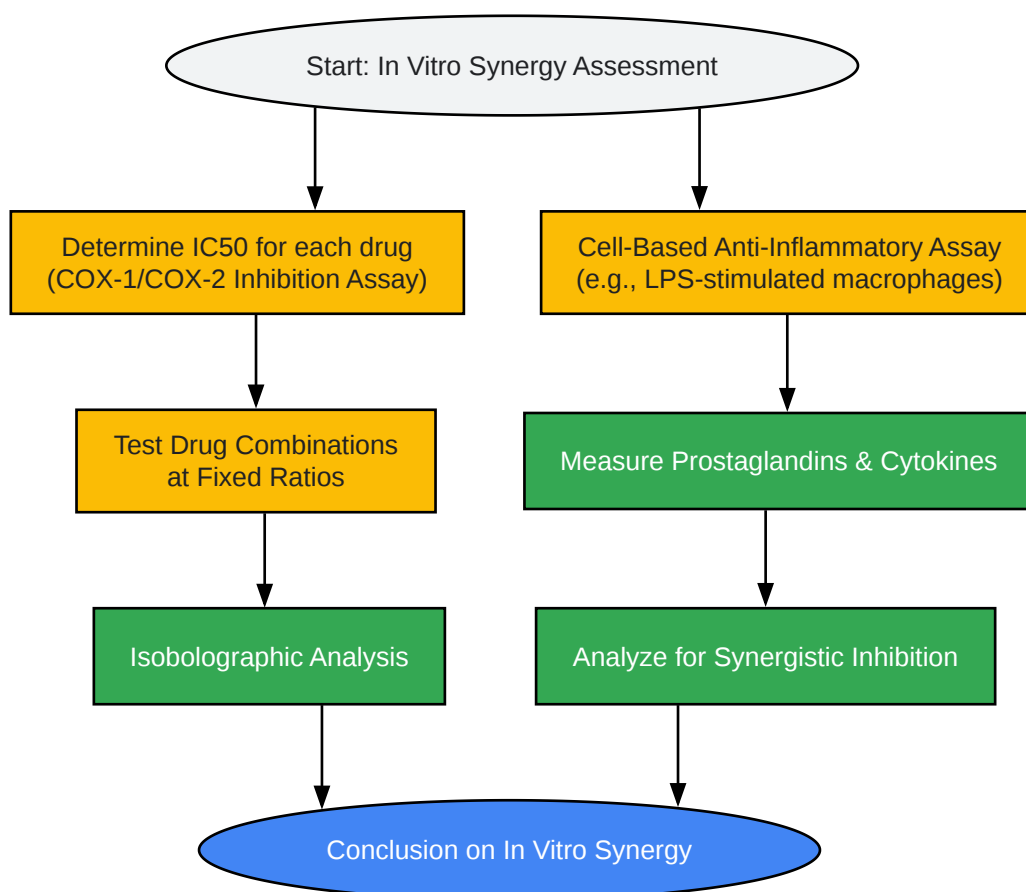 Start: In Vitro Synergy Assessment
Determine IC50 for each drug
(COX-1/COX-2 Inhibition Assay)
Cell-Based Anti-Inflammatory Assay
(e.g., LPS-stimulated macrophages)
Test Drug Combinations
at Fixed Ratios
Measure Prostaglandins & Cytokines
Isobolographic Analysis
Analyze for Synergistic Inhibition
Conclusion on In Vitro Synergy